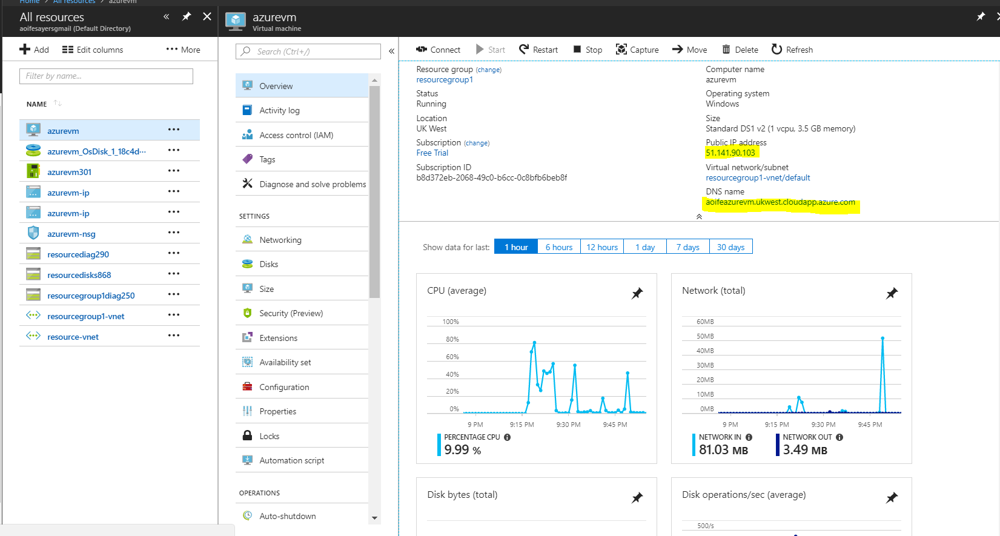 Home > All resources > azurevm
All resources
aoifesayersgmail (Default Directory)
Add Edit columns More
Filter by name...
NAME
azurevm
azurevm_OsDisk_1_18c4d···
azurevm301
azurevm-ip
azurevm-ip
azurevm-nsg
resourcediag290
resourcedisks868
resourcegroup1diag250
resourcegroup1-vnet
resource-vnet
azurevm
Virtual machine
Search (Ctrl+/)
Overview
Activity log
Access control (IAM)
Tags
Diagnose and solve problems
SETTINGS
Networking
Disks
Size
Security (Preview)
Extensions
Availability set
Configuration
Properties
Locks
Automation script
OPERATIONS
Auto-shutdown
Connect Start Restart Stop Capture Move Delete Refresh
Resource group (change)
resourcegroup1
Status
Running
Location
UK West
Subscription (change)
Free Trial
Subscription ID
b8d372eb-2068-49c0-b6cc-0c8bfb6beb8f
Computer name
azurevm
Operating system
Windows
Size
Standard DS1 v2 (1 vcpu, 3.5 GB memory)
Public IP address
51.141.90.103
Virtual network/subnet
resourcegroup1-vnet/default
DNS name
aoifeazurevm.ukwest.cloudapp.azure.com
Show data for last: 1 hour 6 hours 12 hours 1 day 7 days 30 days
CPU (average)
100%
80%
60%
40%
20%
0%
9 PM 9:15 PM 9:30 PM 9:45 PM
PERCENTAGE CPU
9.99 %
Network (total)
60MB
50MB
40MB
30MB
20MB
10MB
0MB
9 PM 9:15 PM 9:30 PM 9:45 PM
NETWORK IN NETWORK OUT
81.03 MB 3.49 MB
Disk bytes (total)
Disk operations/sec (average)
500/s